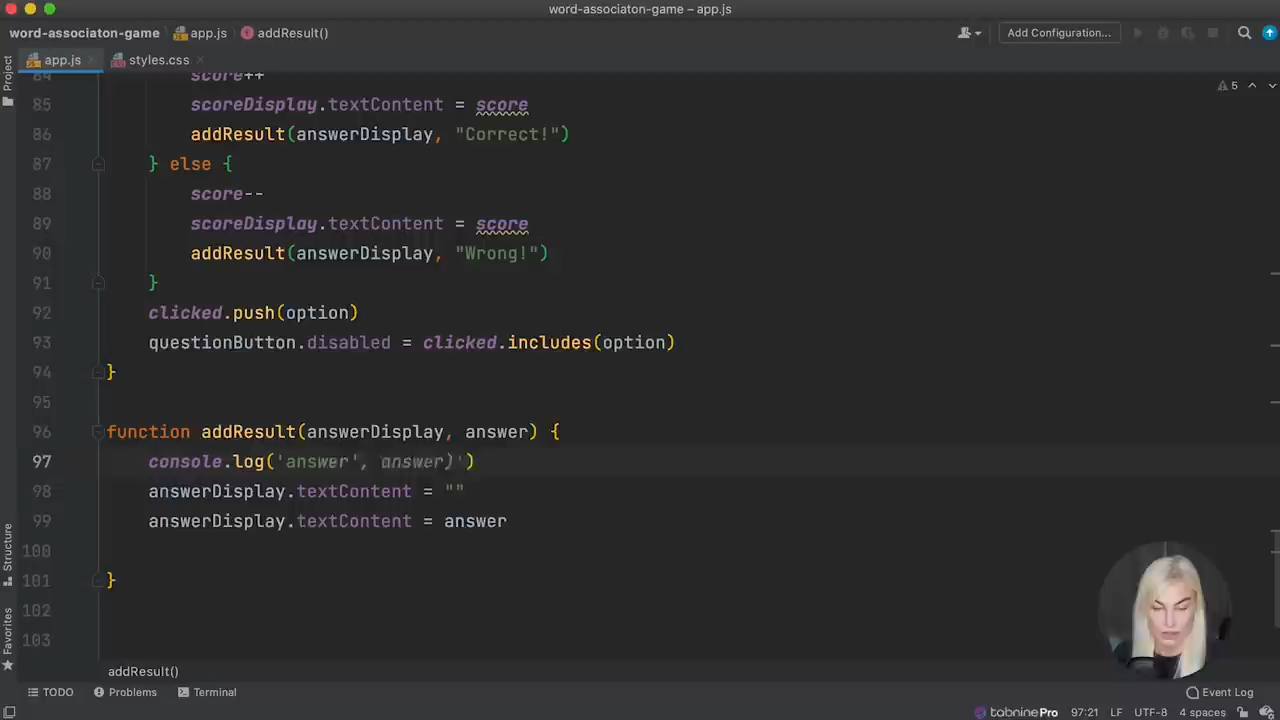 word-associaton-game – app.js
word-associaton-game app.js addResult() Add Configuration...
Project app.js styles.css
84 score++
85 scoreDisplay.textContent = score
86 addResult(answerDisplay, "Correct!")
87 } else {
88 score--
89 scoreDisplay.textContent = score
90 addResult(answerDisplay, "Wrong!")
91 }
92 clicked.push(option)
93 questionButton.disabled = clicked.includes(option)
94 }
95
96 function addResult(answerDisplay, answer) {
97 console.log('answer', answer)')
98 answerDisplay.textContent = ""
99 answerDisplay.textContent = answer
100
101 }
102
103
5
Structure
Favorites
addResult()
TODO Problems Terminal Event Log
tabninePro 97:21 LF UTF-8 4 spaces